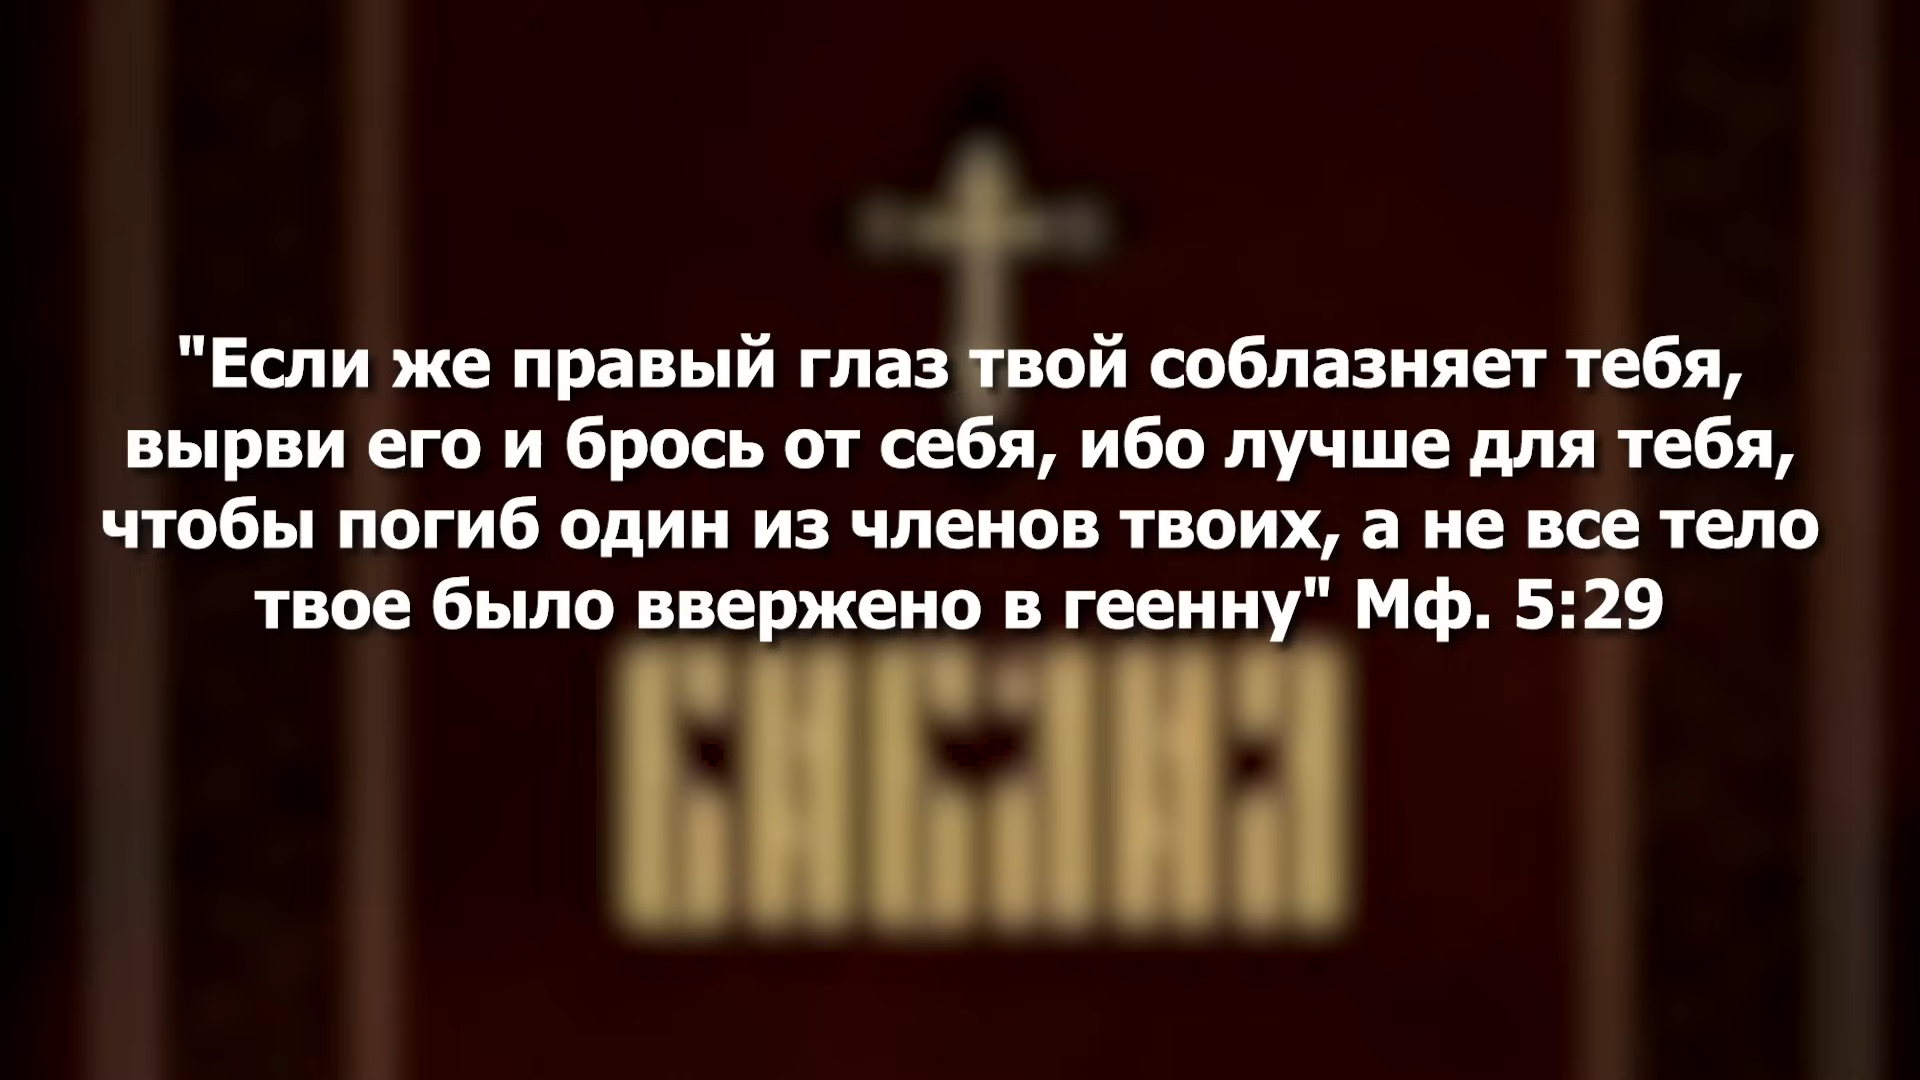 "Если же правый глаз твой соблазняет тебя,
вырви его и брось от себя, ибо лучше для тебя,
чтобы погиб один из членов твоих, а не все тело
твое было ввержено в геенну" Мф. 5:29
БИБЛИЯ